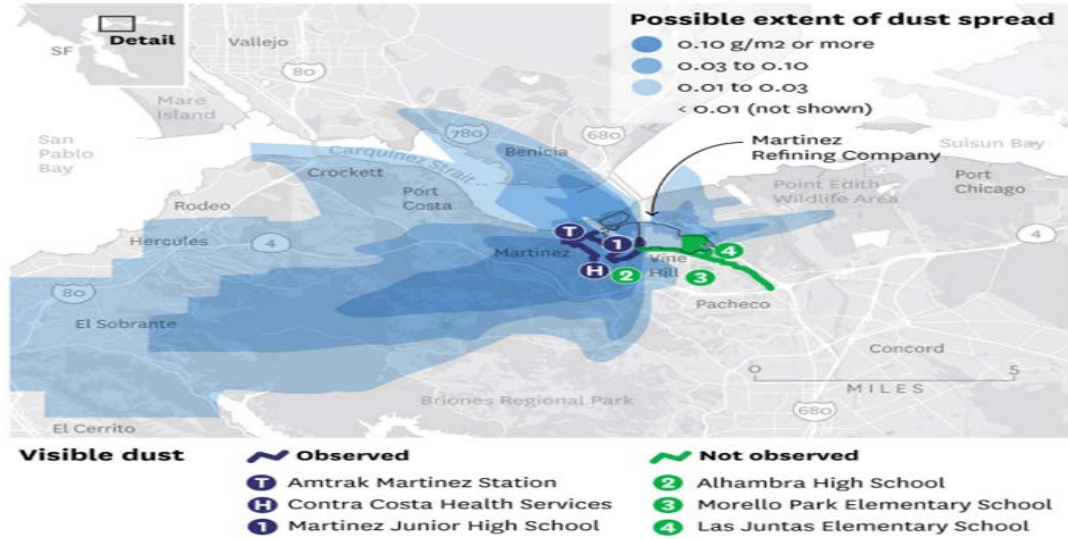 Possible extent of dust spread
0.10 g/m2 or more
0.03 to 0.10
0.01 to 0.03
< 0.01 (not shown)
Detail
SF
Vallejo
80
Mare
Island
San
Pablo
Bay
780
680
Benicia
Martinez
Refining Company
Suisun Bay
Carquinez Strait
Crockett
Port
Costa
Point Edith
Wildlife Area
Port
Chicago
Rodeo
Hercules
4
T
1
Martinez
H
2
Vine
Hill
3
4
4
Pacheco
80
El Sobrante
Concord
0
5
MILES
Briones Regional Park
680
El Cerrito
Visible dust
Observed
T Amtrak Martinez Station
H Contra Costa Health Services
1 Martinez Junior High School
Not observed
2 Alhambra High School
3 Morello Park Elementary School
4 Las Juntas Elementary School